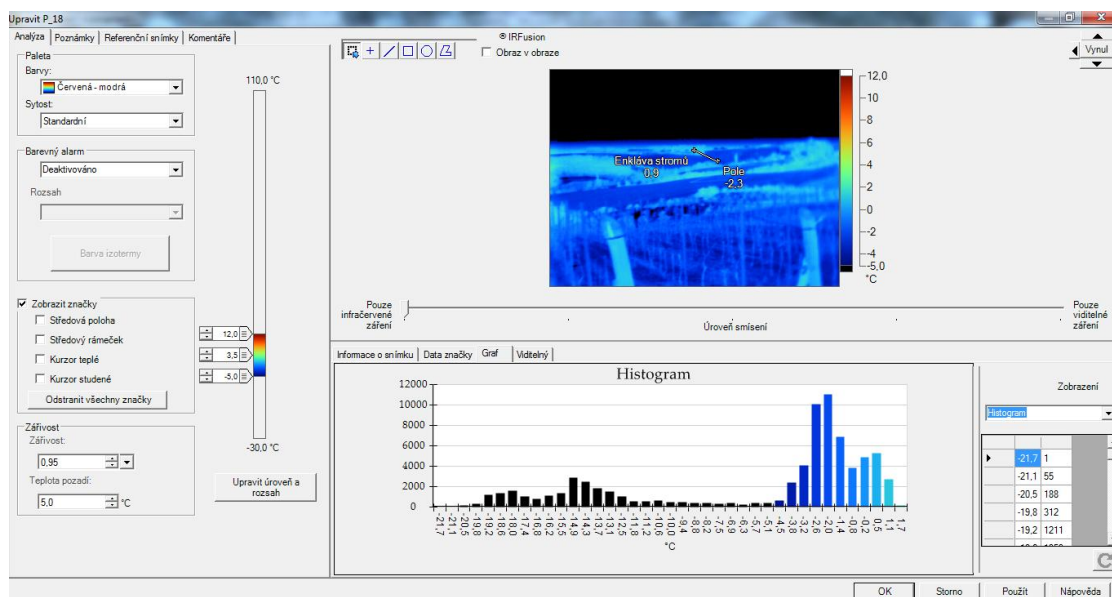 Upravit P_18
Analýza Poznámky Referenční snímky Komentáře
Paleta
Barvy:
Červená - modrá
Sytost:
Standardní
Barevný alarm
Deaktivováno
Rozsah
Barva izotermy
Zobrazit značky
Středová poloha
Středový rámeček
Kurzor teplé
Kurzor studené
Odstranit všechny značky
Zářivost
Zářivost:
0,95
Teplota pozadí:
5,0 °C
110,0 °C
12,0
3,5
-5,0
-30,0 °C
Upravit úroveň a
rozsah
® IRFusion
Obraz v obraze
Vynul
Enkláva stromů
0,9
Pole
-2,3
12,0
10
8
6
4
2
0
-2
-4
-5,0
°C
Pouze
infračervené
záření
Úroveň smísení
Pouze
viditelné
záření
Informace o snímku Data značky Graf Viditelný
Histogram
12000
10000
8000
6000
4000
2000
0
-21,7 -21,1 -20,5 -19,8 -19,2 -18,6 -18,0 -17,4 -16,8 -16,2 -15,5 -14,9 -14,3 -13,7 -13,1 -12,5 -11,8 -11,2 -10,6 -10,0 -9,4 -8,8 -8,2 -7,5 -6,9 -6,3 -5,7 -5,1 -4,5 -3,8 -3,2 -2,6 -2,0 -1,4 -0,8 -0,2 0,5 1,1 1,7
°C
Zobrazení
Histogram
-21,7 1
-21,1 55
-20,5 188
-19,8 312
-19,2 1211
OK Storno Použít Nápověda